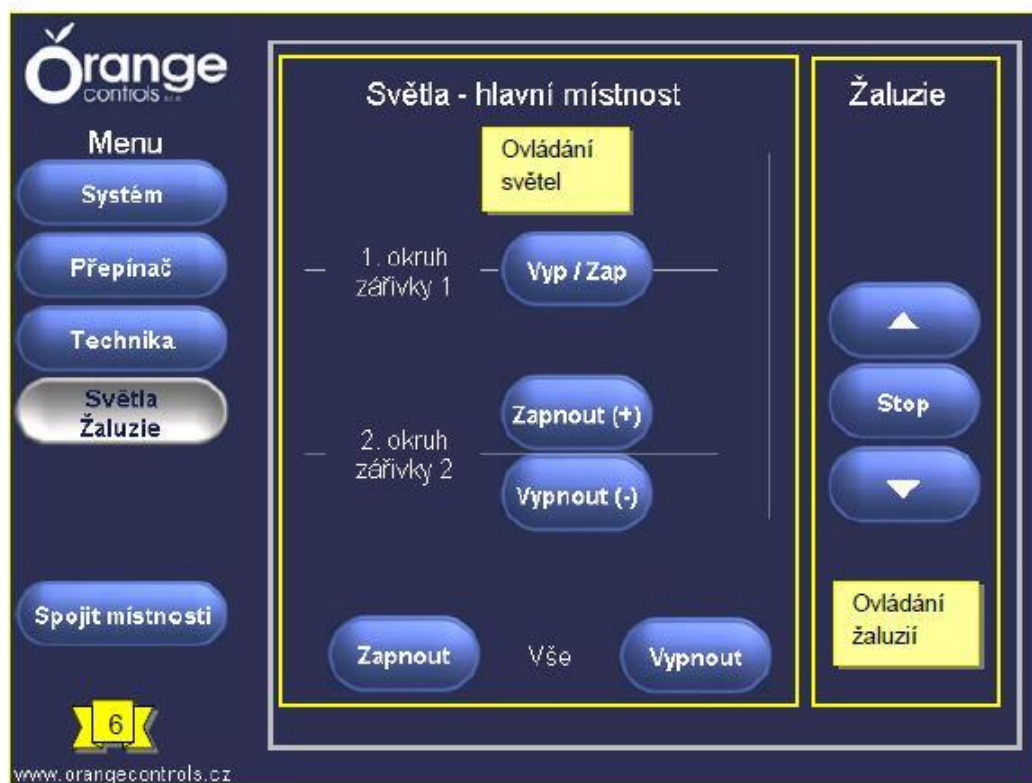 Orange
controls s.r.o.
Menu
Systém
Přepínač
Technika
Světla
Žaluzie
Spojit místnosti
6
www.orangecontrols.cz
Světla - hlavní místnost
Ovládání
světel
1. okruh
zářivky 1
Vyp / Zap
2. okruh
zářivky 2
Zapnout (+)
Vypnout (-)
Zapnout
Vše
Vypnout
Žaluzie
Stop
Ovládání
žaluzií